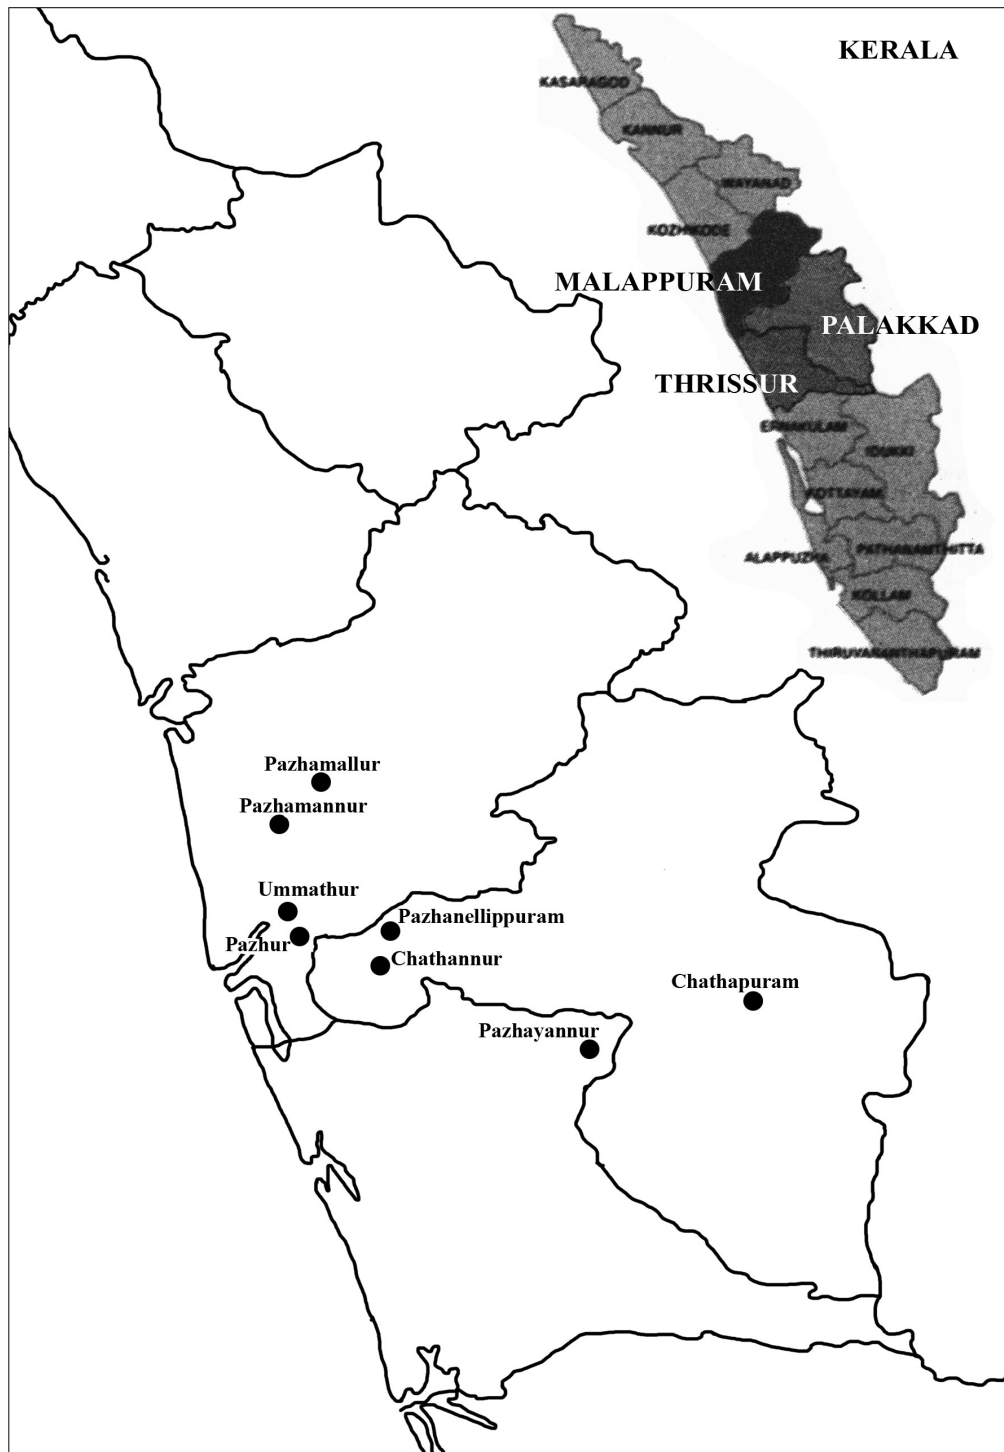 KERALA
KASARAGOD
KANNUR
WAYANAD
KOZHIKODE
MALAPPURAM
PALAKKAD
THRISSUR
ERNAKULAM
IDUKKI
KOTTAYAM
ALAPPUZHA
PATHANAMTHITTA
KOLLAM
THIRUVANANTHAPURAM
Pazhamallur
Pazhamannur
Ummathur
Pazhur
Pazhanellippuram
Chathannur
Chathapuram
Pazhayannur